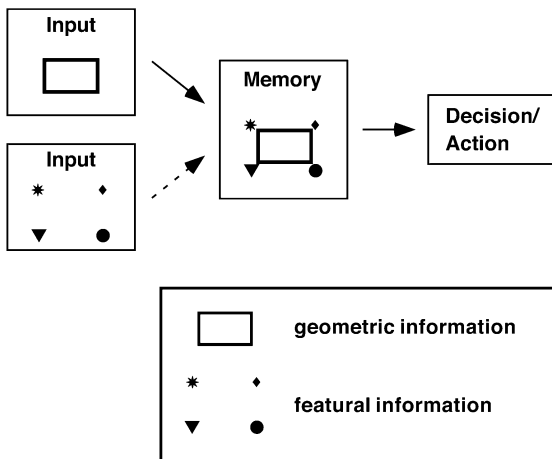 Input
Input
Memory
Decision/
Action
geometric information
featural information